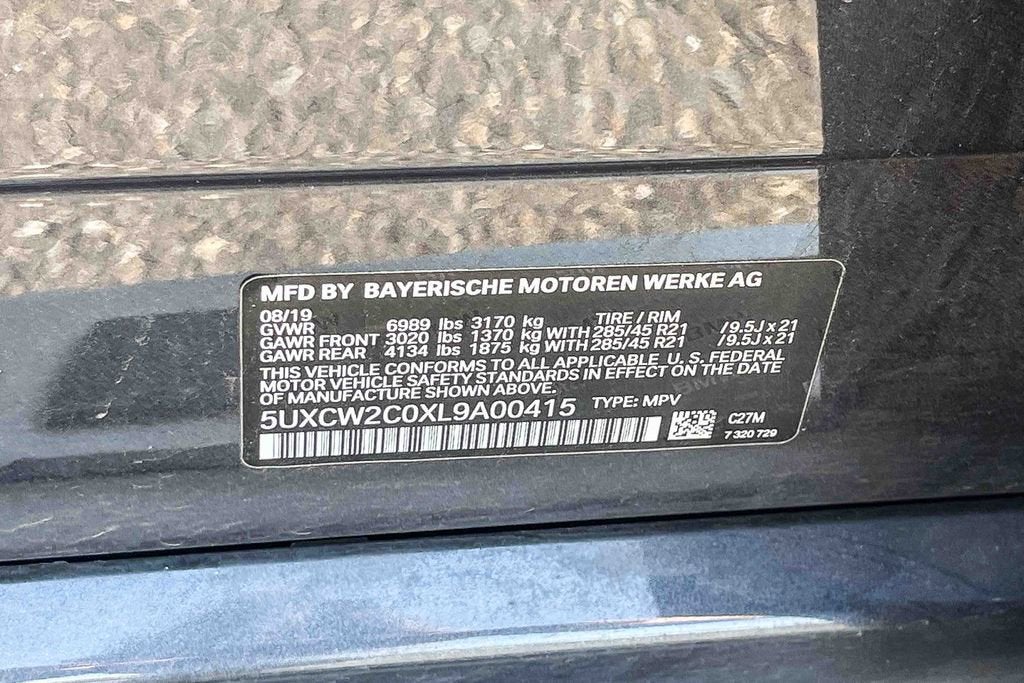 MFD BY BAYERISCHE MOTOREN WERKE AG
08/19 TIRE / RIM
GVWR 6989 lbs 3170 kg
GAWR FRONT 3020 lbs 1370 kg WITH 285/45 R21 /9.5J x 21
GAWR REAR 4134 lbs 1875 kg WITH 285/45 R21 /9.5J x 21
THIS VEHICLE CONFORMS TO ALL APPLICABLE U. S. FEDERAL
MOTOR VEHICLE SAFETY STANDARDS IN EFFECT ON THE DATE
OF MANUFACTURE SHOWN ABOVE.
5UXCW2C0XL9A00415 TYPE: MPV
C27M
7 320 729